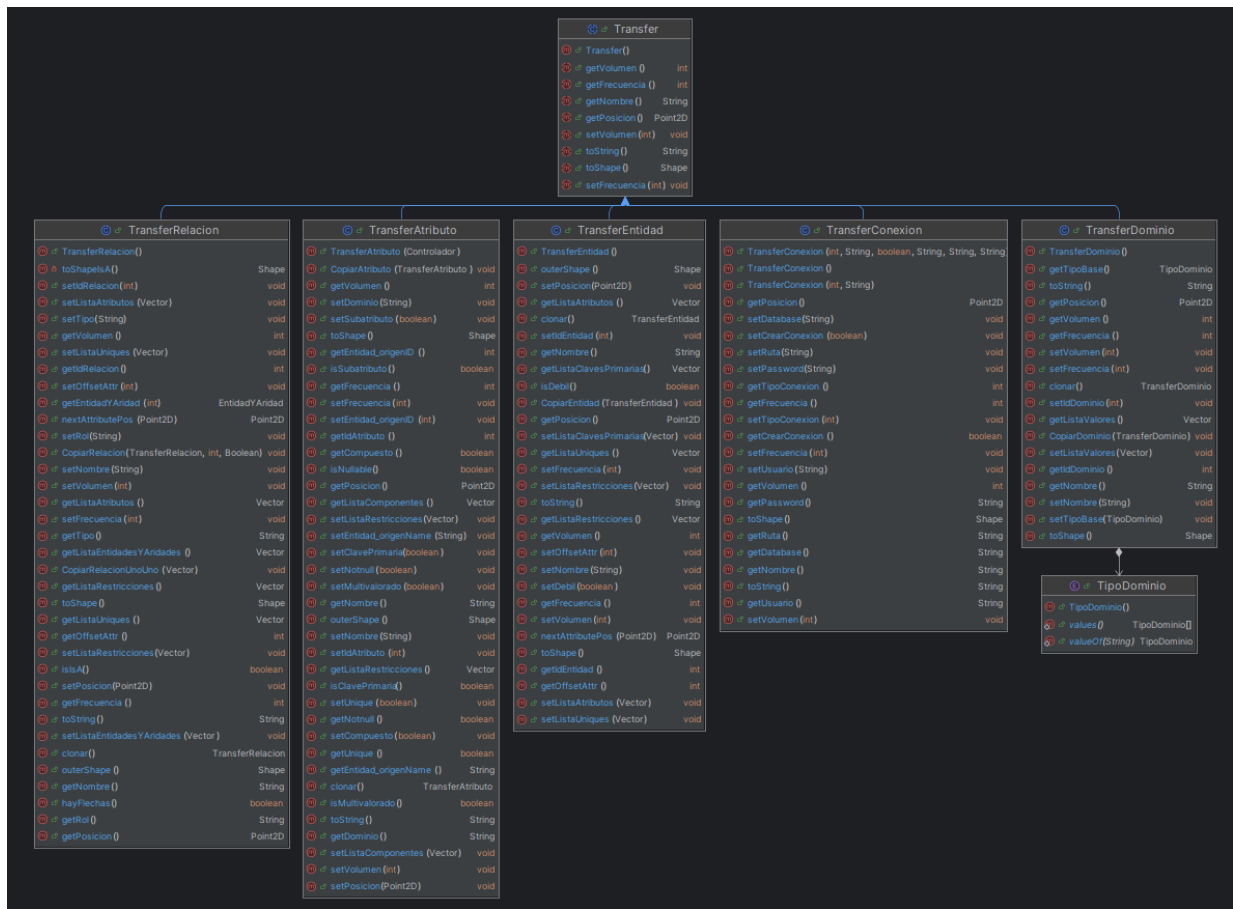 Transfer
Transfer()
getVolumen () int
getFrecuencia () int
getNombre() String
getPosicion() Point2D
setVolumen(int) void
toString() String
toShape() Shape
setFrecuencia(int) void
TransferRelacion
TransferRelacion()
toShapeIsA() Shape
setIdRelacion(int) void
setListaAtributos (Vector) void
setTipo(String) void
getVolumen () int
setListaUniques (Vector) void
getIdRelacion() int
setOffsetAttr (int) void
getEntidadYAridad (int) EntidadYAridad
nextAttributePos (Point2D) Point2D
setRol(String) void
CopiarRelacion(TransferRelacion, int, Boolean) void
setNombre(String) void
setVolumen(int) void
getListaAtributos () Vector
setFrecuencia(int) void
getTipo() String
getListaEntidadesYAridades () Vector
CopiarRelacionUnoUno (Vector) void
getListaRestricciones() Vector
toShape() Shape
getListaUniques () Vector
getOffsetAttr () int
setListaRestricciones(Vector) void
isIsA() boolean
setPosicion(Point2D) void
getFrecuencia () int
toString() String
setListaEntidadesYAridades (Vector) void
clonar() TransferRelacion
outerShape () Shape
getNombre() String
hayFlechas() boolean
getRol() String
getPosicion() Point2D
TransferAtributo
TransferAtributo (Controlador)
CopiarAtributo (TransferAtributo ) void
getVolumen () int
setDominio(String) void
setSubatributo (boolean) void
toShape() Shape
getEntidad_origenID () int
isSubatributo() boolean
getFrecuencia () int
setFrecuencia(int) void
setEntidad_origenID (int) void
getIdAtributo () int
getCompuesto () boolean
isNullable() boolean
getPosicion() Point2D
getListaComponentes () Vector
setListaRestricciones(Vector) void
setEntidad_origenName (String) void
setClavePrimaria(boolean) void
setNotnull(boolean) void
setMultivalorado (boolean) void
getNombre() String
outerShape () Shape
setNombre(String) void
setIdAtributo (int) void
getListaRestricciones () Vector
isClavePrimaria() boolean
setUnique (boolean) void
getNotnull () boolean
setCompuesto(boolean) void
getUnique () boolean
getEntidad_origenName () String
clonar() TransferAtributo
isMultivalorado() boolean
toString() String
getDominio() String
setListaComponentes (Vector) void
setVolumen(int) void
setPosicion(Point2D) void
TransferEntidad
TransferEntidad ()
outerShape () Shape
setPosicion(Point2D) void
getListaAtributos () Vector
clonar() TransferEntidad
setIdEntidad (int) void
getNombre() String
getListaClavesPrimarias() Vector
isDebil() boolean
CopiarEntidad (TransferEntidad ) void
getPosicion() Point2D
setListaClavesPrimarias(Vector) void
getListaUniques () Vector
setFrecuencia(int) void
setListaRestricciones(Vector) void
toString() String
getListaRestricciones () Vector
getVolumen () int
setOffsetAttr (int) void
setNombre(String) void
setDebil(boolean ) void
getFrecuencia () int
setVolumen(int) void
nextAttributePos (Point2D) Point2D
toShape() Shape
getIdEntidad () int
getOffsetAttr () int
setListaAtributos (Vector) void
setListaUniques (Vector) void
TransferConexion
TransferConexion (int, String, boolean, String, String, String)
TransferConexion ()
TransferConexion (int, String)
getPosicion() Point2D
setDatabase(String) void
setCrearConexion (boolean) void
setRuta(String) void
setPassword(String) void
getTipoConexion () int
getFrecuencia () int
setTipoConexion (int) void
getCrearConexion () boolean
setFrecuencia(int) void
setUsuario(String) void
getVolumen () int
getPassword() String
toShape() Shape
getRuta() String
getDatabase() String
getNombre() String
toString() String
getUsuario() String
setVolumen(int) void
TransferDominio
TransferDominio()
getTipoBase() TipoDominio
toString() String
getPosicion() Point2D
getVolumen () int
getFrecuencia () int
setVolumen(int) void
setFrecuencia(int) void
clonar() TransferDominio
setIdDominio(int) void
getListaValores () Vector
CopiarDominio(TransferDominio) void
setListaValores(Vector) void
getIdDominio () int
getNombre() String
setNombre(String) void
setTipoBase(TipoDominio) void
toShape() Shape
TipoDominio
TipoDominio()
values() TipoDominio[]
valueOf(String) TipoDominio